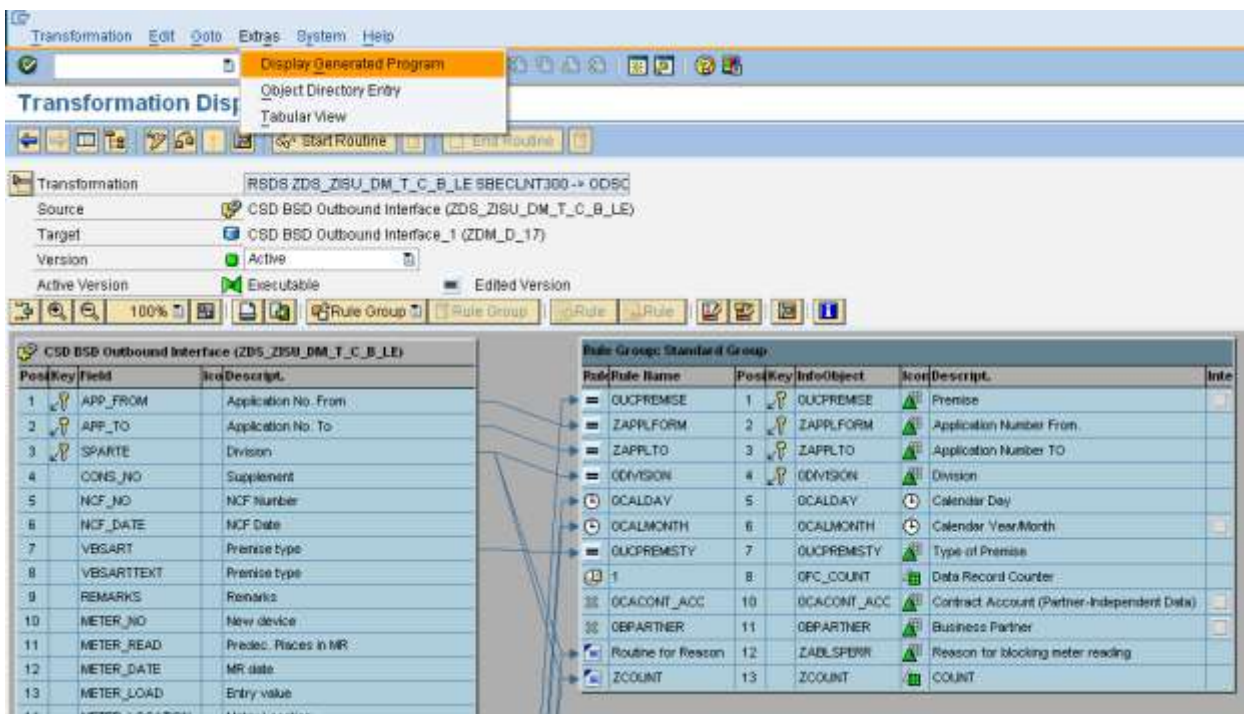 Transformation Edit Goto Extras System Help
Display Generated Program
Object Directory Entry
Tabular View
Transformation Disp
Start Routine End Routine
Transformation RSDS ZDS_ZISU_DM_T_C_B_LE SBECLNT300 -> ODSO
Source CSD BSD Outbound Interface (ZDS_ZISU_DM_T_C_B_LE)
Target CSD BSD Outbound Interface_1 (ZDM_D_17)
Version Active
Active Version Executable Edited Version
100% Rule Group Rule Group Rule Rule
CSD BSD Outbound Interface (ZDS_ZISU_DM_T_C_B_LE) Rule Group: Standard Group
Posi Key Field Ico Descript. Rule Rule Name Posi Key InfoObject Icon Descript. Inte
1 APP_FROM Application No. From = 0UCPREMISE 1 0UCPREMISE Premise
2 APP_TO Application No. To = ZAPPLFORM 2 ZAPPLFORM Application Number From.
3 SPARTE Division = ZAPPLTO 3 ZAPPLTO Application Number TO
4 CONS_NO Supplement = 0DIVISION 4 0DIVISION Division
5 NCF_NO NCF Number 0CALDAY 5 0CALDAY Calendar Day
6 NCF_DATE NCF Date 0CALMONTH 6 0CALMONTH Calendar Year/Month
7 VBSART Premise type = 0UCPREMISTY 7 0UCPREMISTY Type of Premise
8 VBSARTTEXT Premise type 1 8 0FC_COUNT Data Record Counter
9 REMARKS Remarks 0CACONT_ACC 10 0CACONT_ACC Contract Account (Partner-Independent Data)
10 METER_NO New device 0BPARTNER 11 0BPARTNER Business Partner
11 METER_READ Predec. Places in MR Routine for Reason 12 ZABLSPERR Reason for blocking meter reading
12 METER_DATE MR date ZCOUNT 13 ZCOUNT COUNT
13 METER_LOAD Entry value